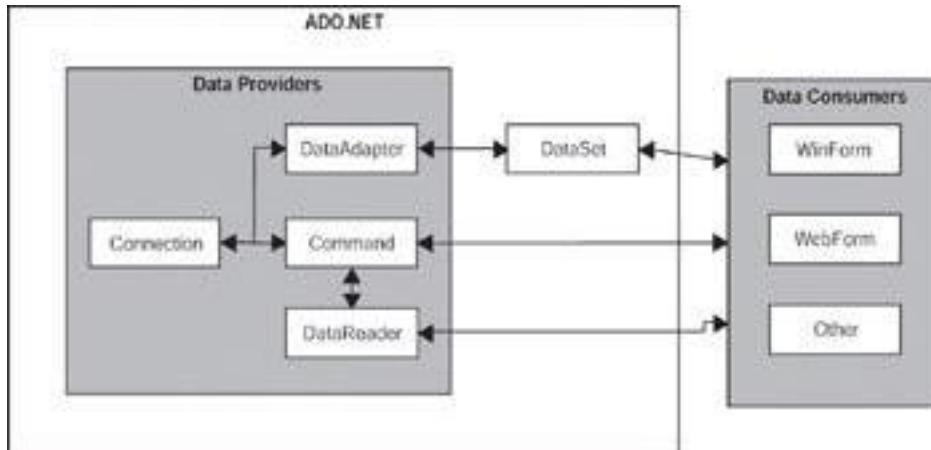 ADO.NET
Data Providers
Data Consumers
DataAdapter
DataSet
WinForm
Connection
Command
WebForm
DataReader
Other